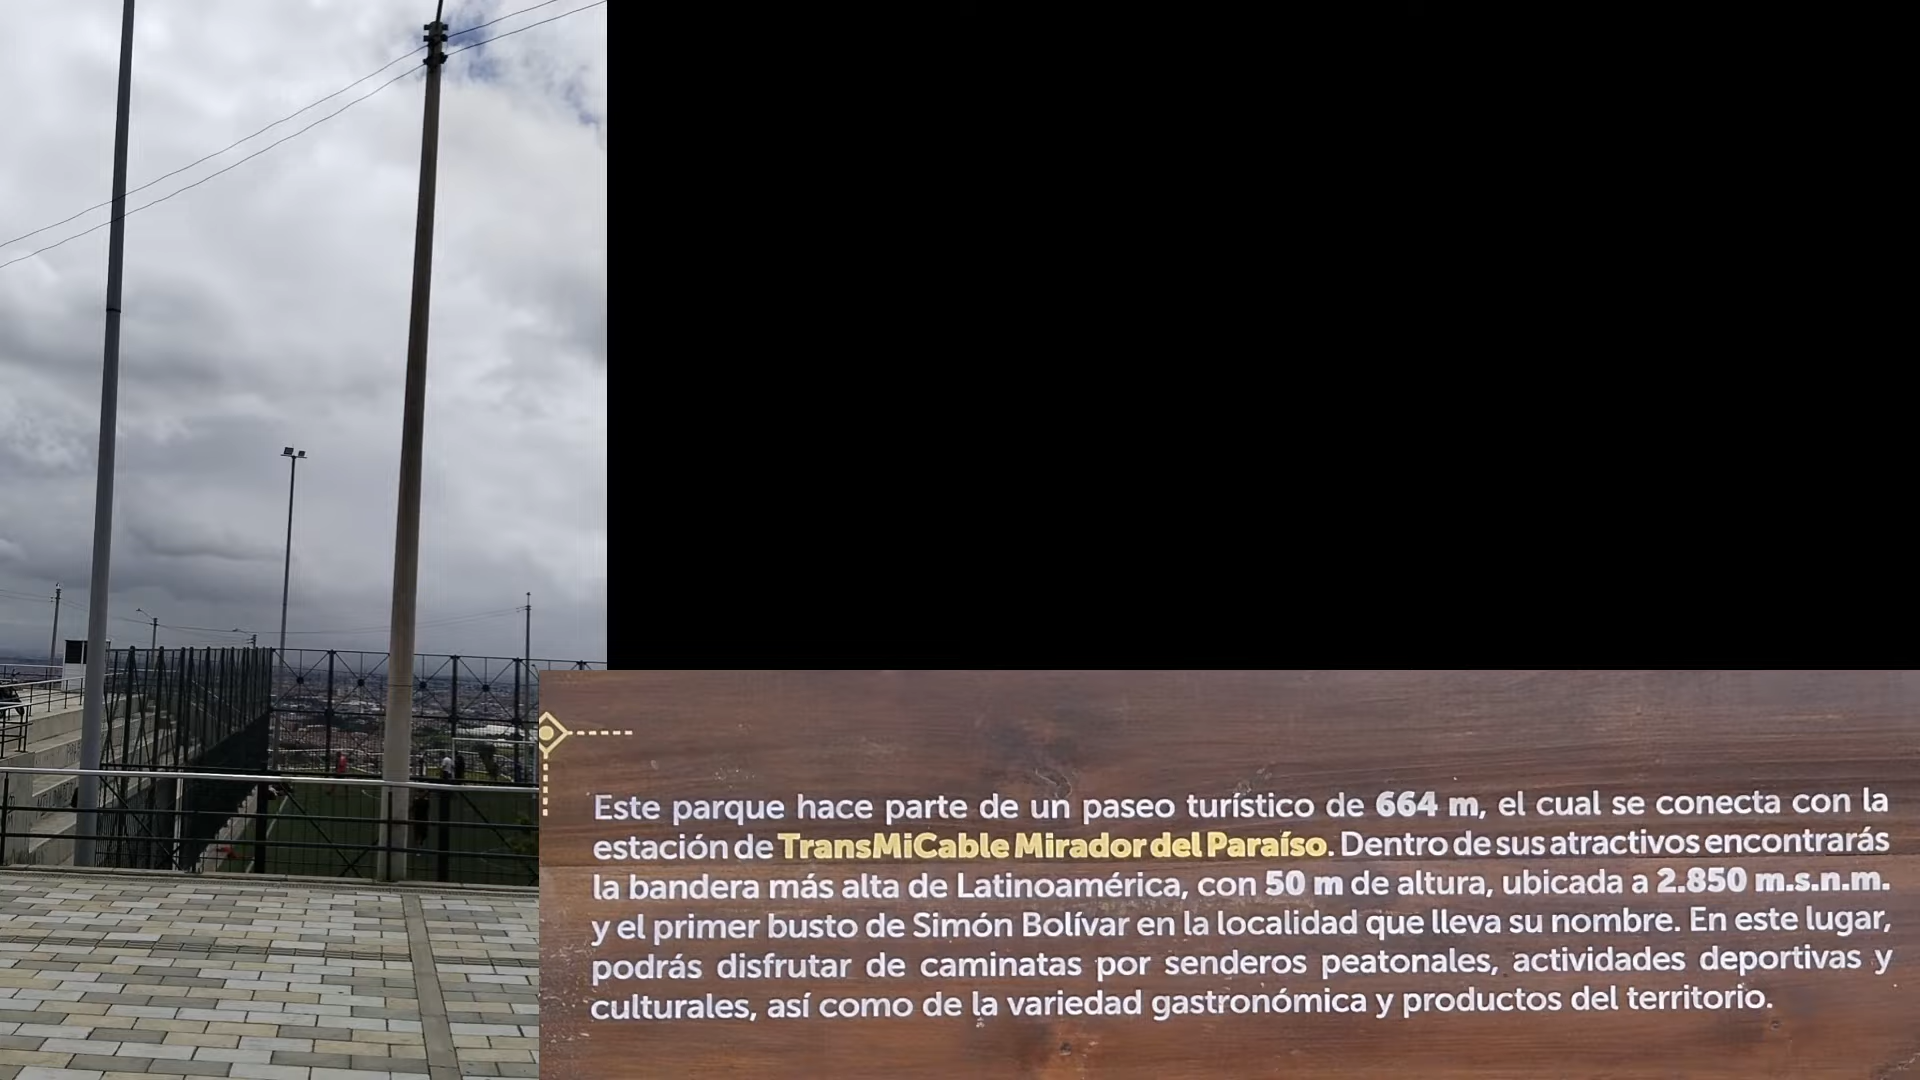 Este parque hace parte de un paseo turístico de 664 m, el cual se conecta con la
estación de TransMiCable Mirador del Paraíso. Dentro de sus atractivos encontrarás
la bandera más alta de Latinoamérica, con 50 m de altura, ubicada a 2.850 m.s.n.m.
y el primer busto de Simón Bolívar en la localidad que lleva su nombre. En este lugar,
podrás disfrutar de caminatas por senderos peatonales, actividades deportivas y
culturales, así como de la variedad gastronómica y productos del territorio.